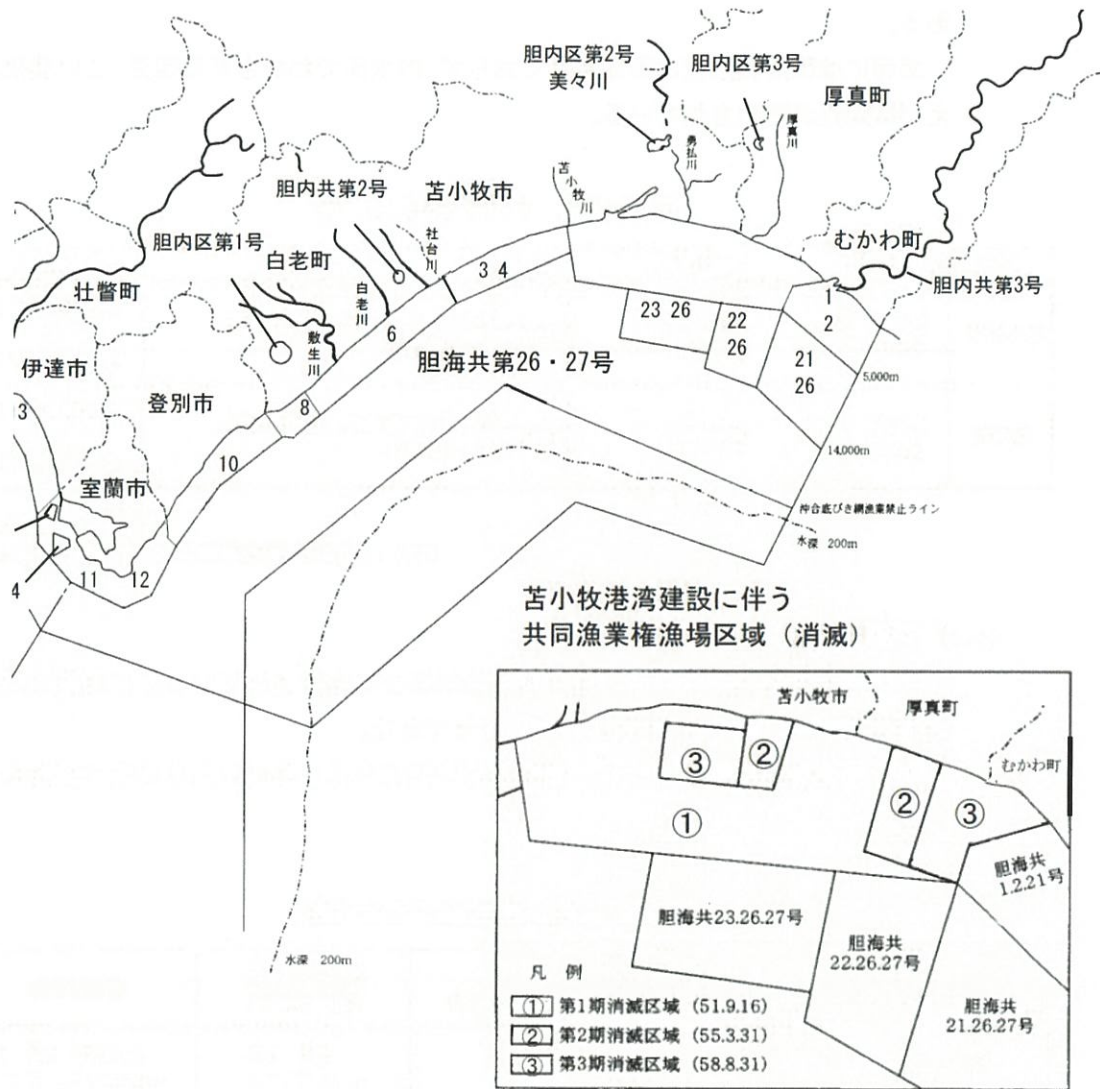 胆内区第2号
美々川
胆内区第3号
厚真町
厚真川
勇払川
苫小牧川
胆内共第2号
苫小牧市
むかわ町
胆内共第3号
胆内区第1号
白老町
社台川
壮瞥町
白老川
敷生川
伊達市
登別市
室蘭市
3 4
6
8
10
11
12
3
4
1
2
23 26
22
26
21
26
胆海共第26・27号
5,000m
14,000m
沖合底びき網漁業禁止ライン
水深 200m
水深 200m
苫小牧港湾建設に伴う
共同漁業権漁場区域（消滅）
苫小牧市
厚真町
むかわ町
③
②
①
②
③
胆海共
1.2.21号
胆海共23.26.27号
胆海共
22.26.27号
胆海共
21.26.27号
凡 例
① 第1期消滅区域 (51.9.16)
② 第2期消滅区域 (55.3.31)
③ 第3期消滅区域 (58.8.31)